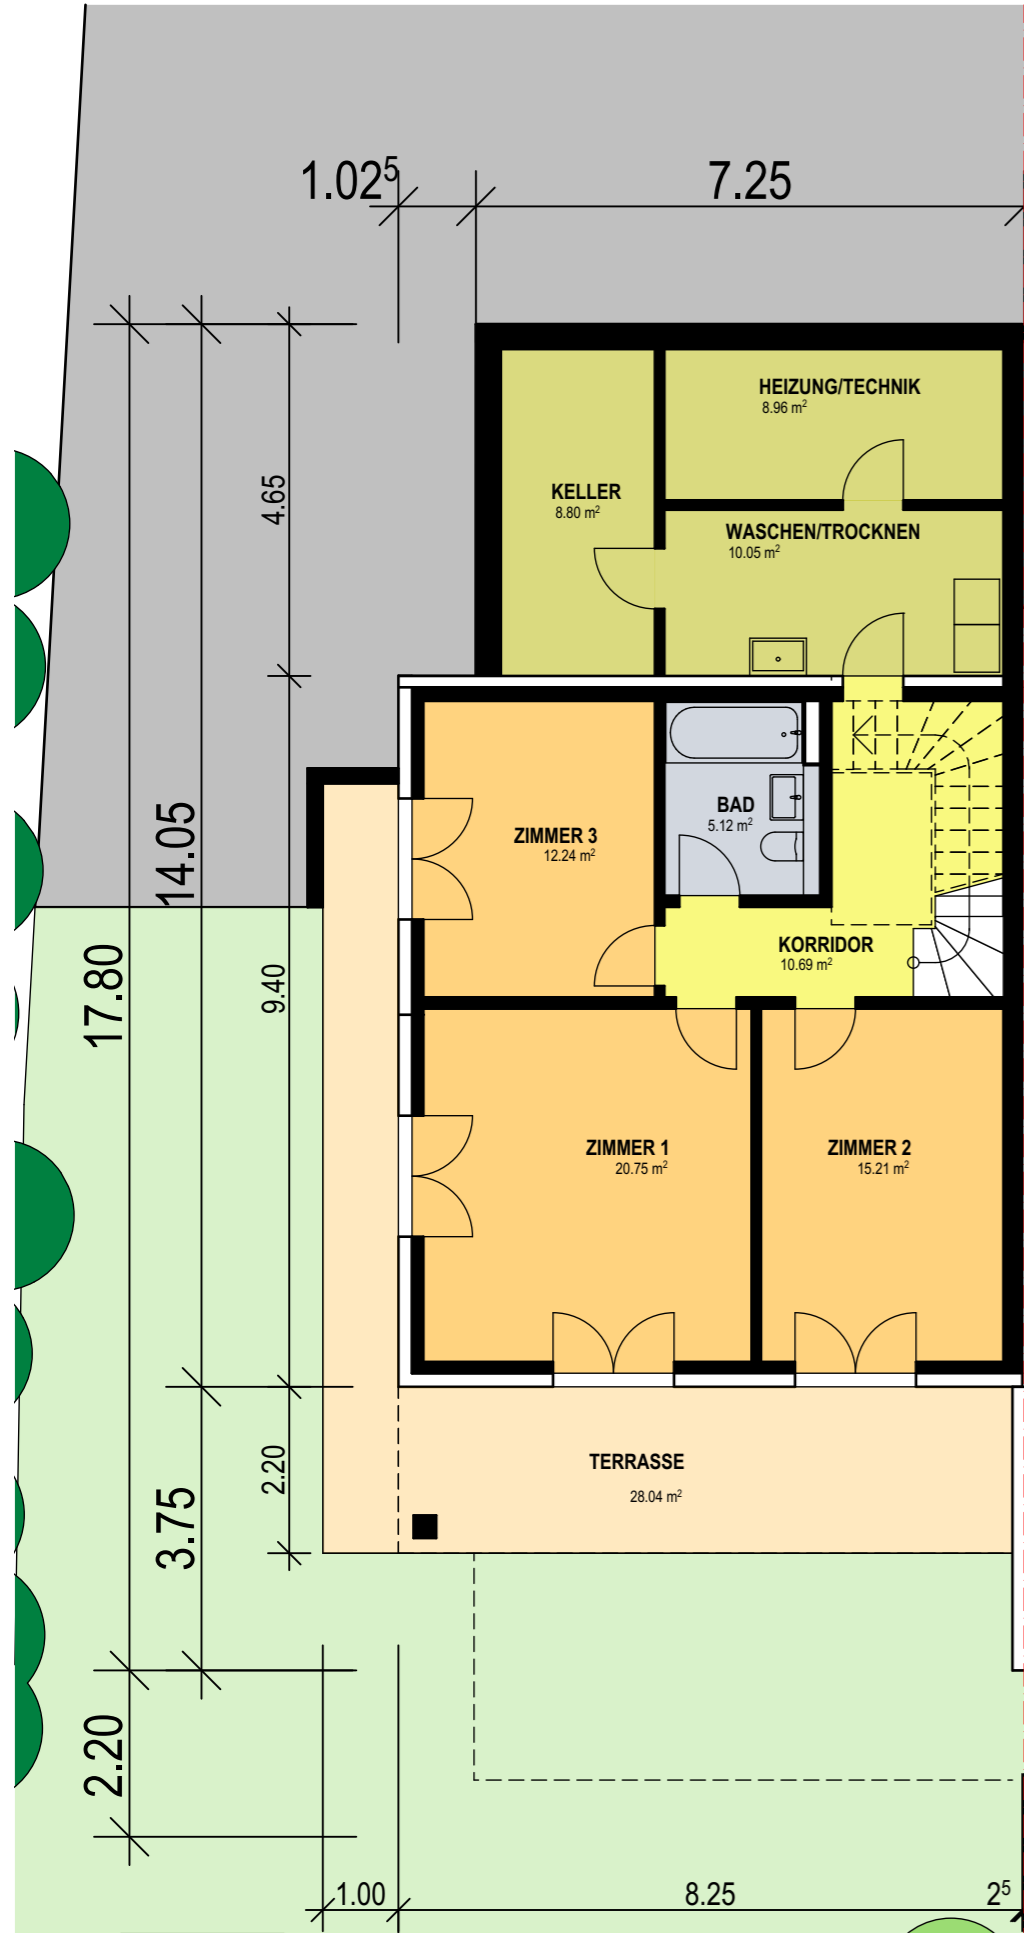 1.02⁵
7.25
HEIZUNG/TECHNIK
8.96 m²
KELLER
8.80 m²
4.65
WASCHEN/TROCKNEN
10.05 m²
BAD
5.12 m²
ZIMMER 3
12.24 m²
14.05
KORRIDOR
10.69 m²
17.80
9.40
ZIMMER 1
20.75 m²
ZIMMER 2
15.21 m²
TERRASSE
28.04 m²
2.20
3.75
2.20
1.00
8.25
2⁵